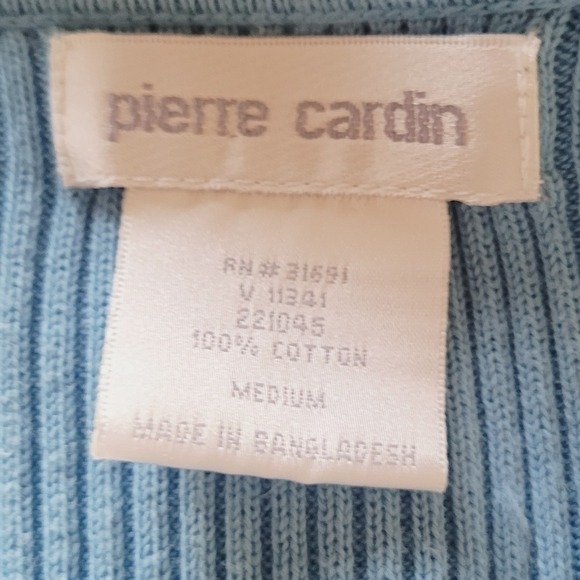 pierre cardin
RN # 31691
V 11341
221045
100% COTTON
MEDIUM
MADE IN BANGLADESH